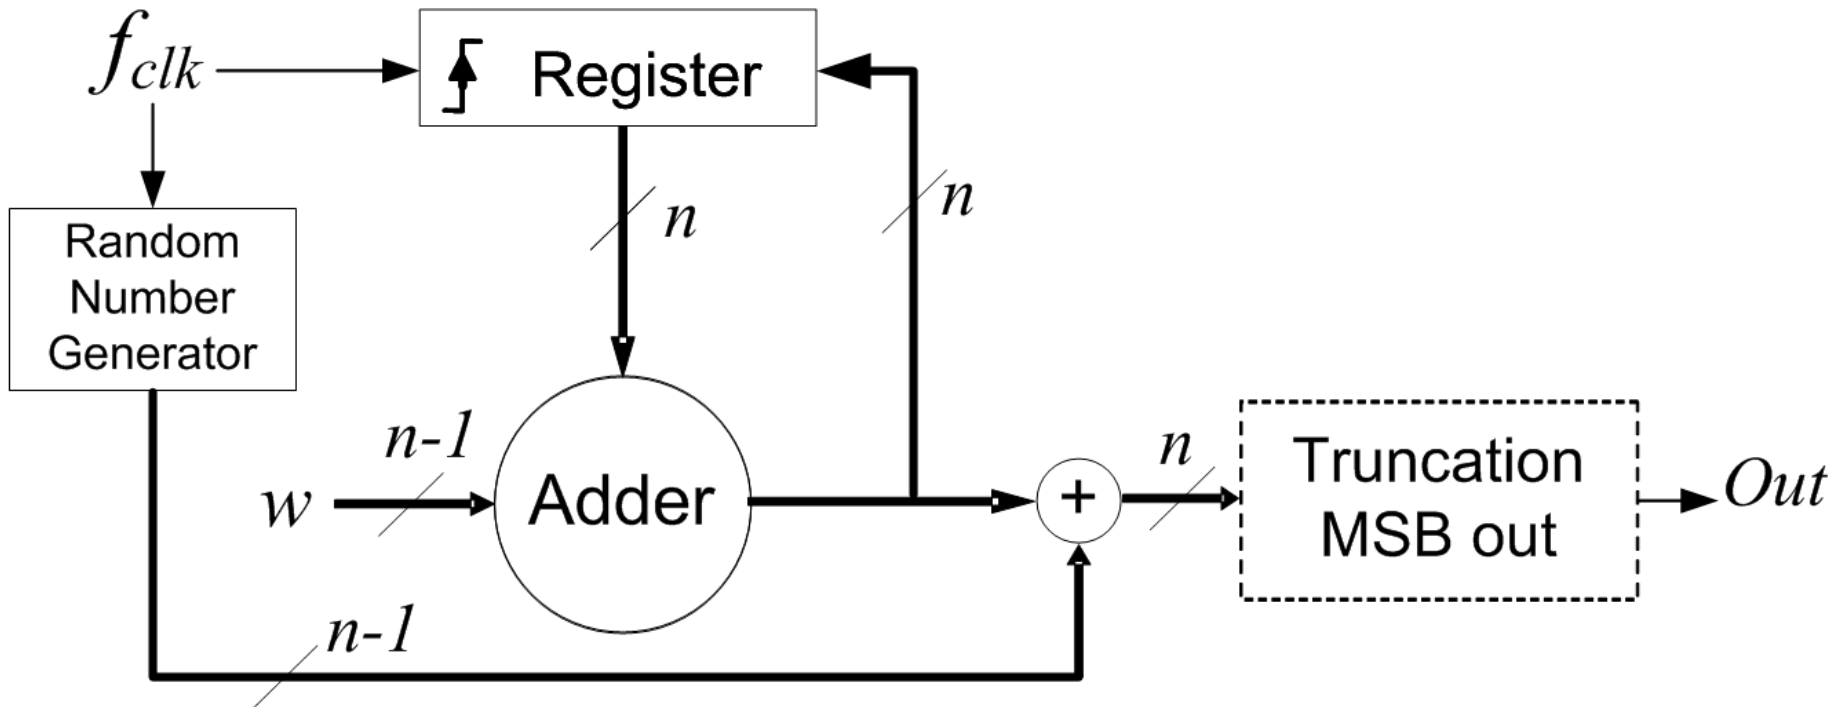 f_clk
Register
Random
Number
Generator
n
n
n-1
w
Adder
+
n
Truncation
MSB out
Out
n-1